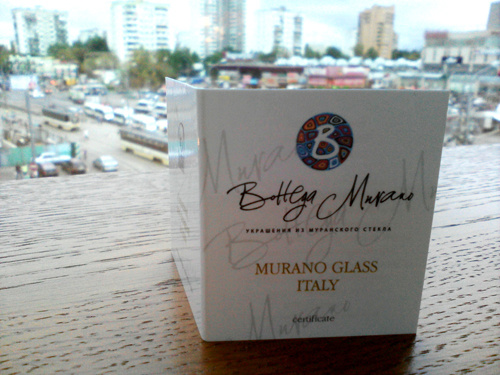 B
Bottega Murano
УКРАШЕНИЯ ИЗ МУРАНСКОГО СТЕКЛА
MURANO GLASS
ITALY
certificate